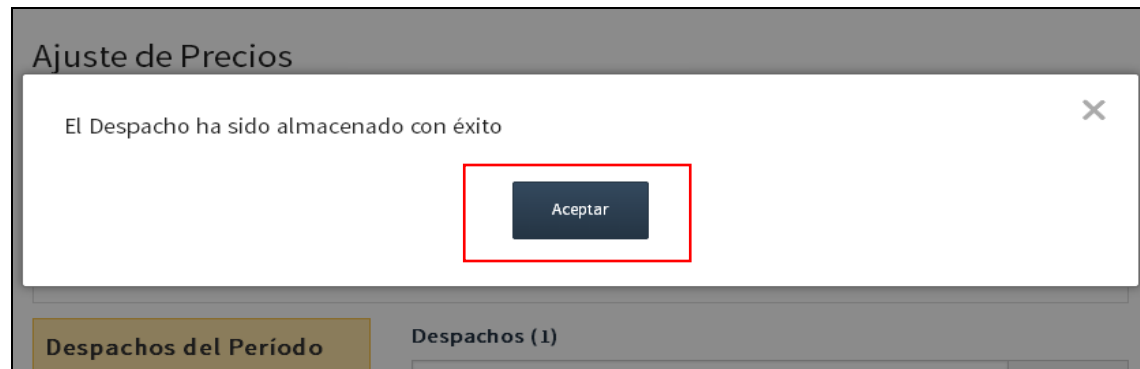 Ajuste de Precios
El Despacho ha sido almacenado con éxito
Aceptar
Despachos del Período
Despachos (1)